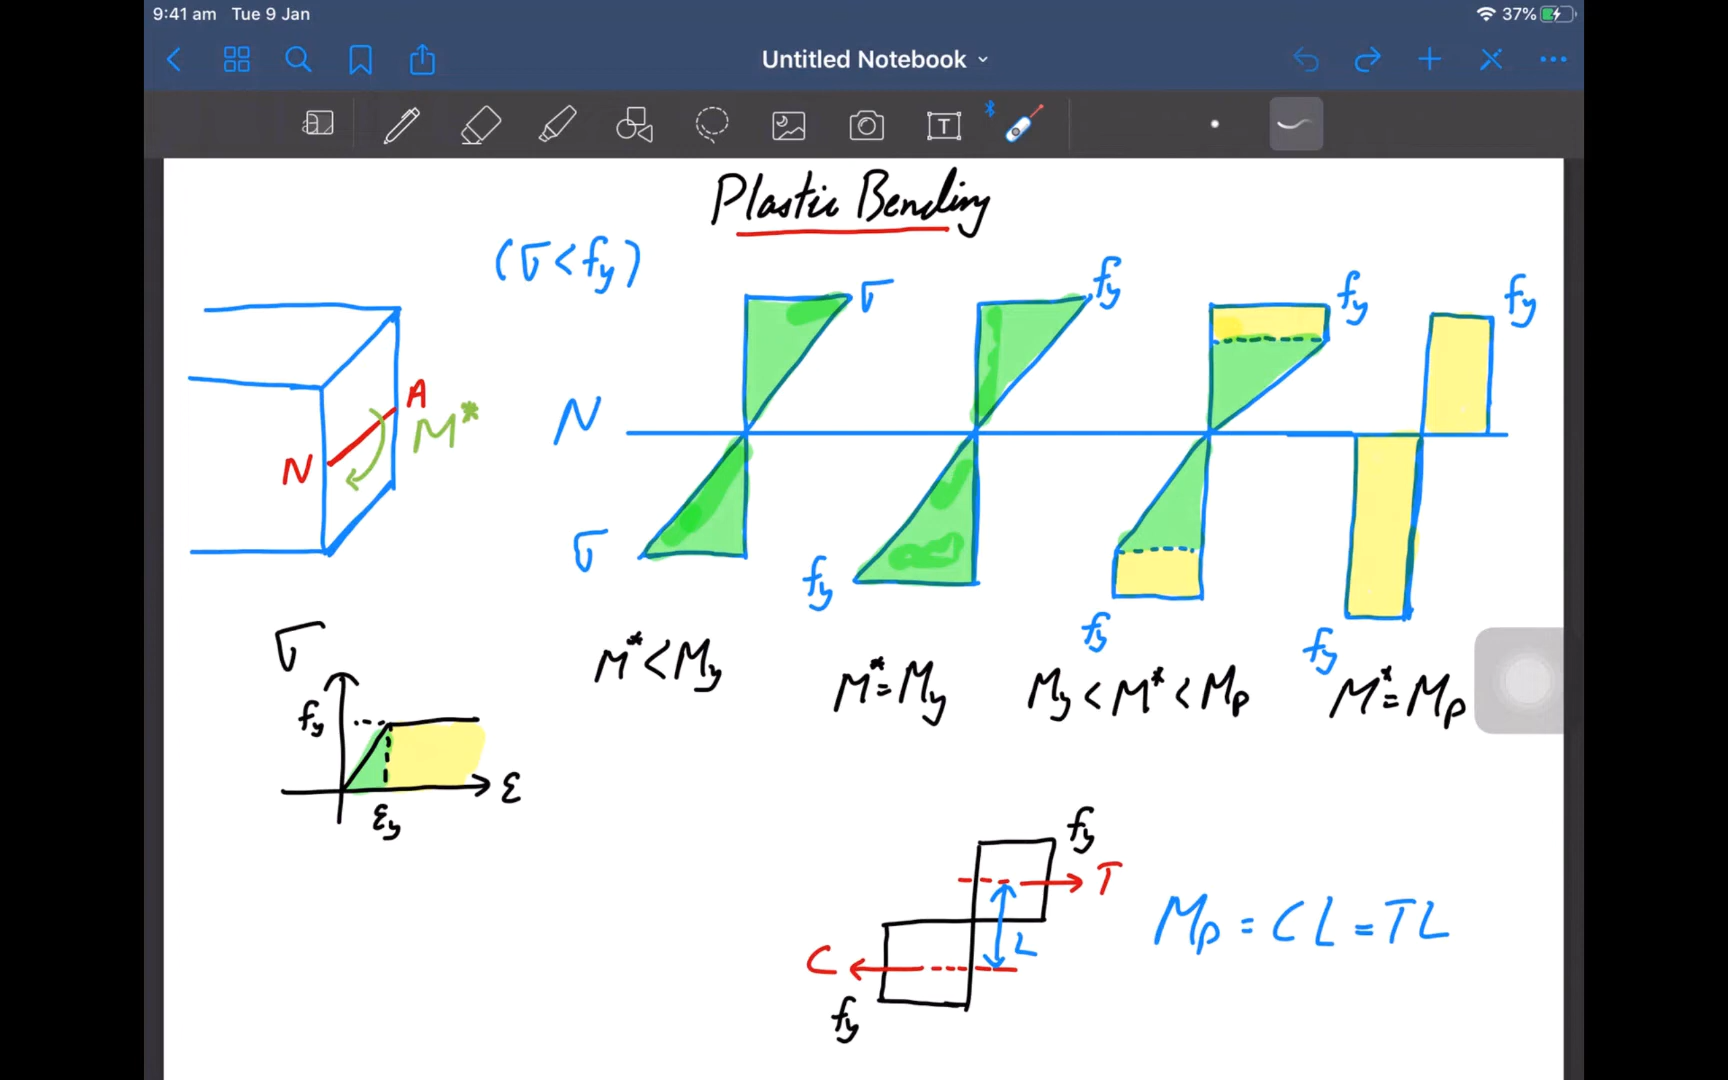 9:41 am Tue 9 Jan
37%
Untitled Notebook
T
Plastic Bending
(σ < fy)
σ
fy
fy
fy
A
M*
N
N
σ
fy
fy
fy
M* < My
M* = My
My < M* < Mp
M* = Mp
σ
fy
ε
εy
fy
T
L
C
fy
Mp = CL = TL